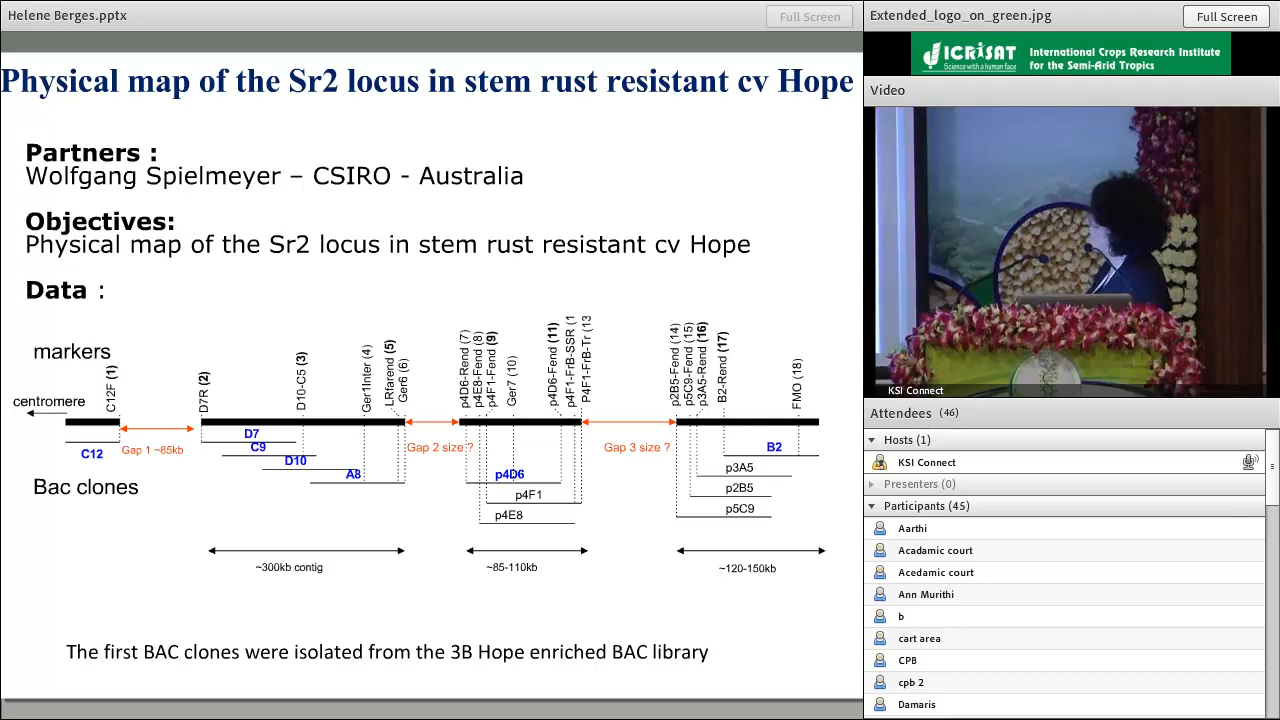 Helene Berges.pptx
Full Screen
Physical map of the Sr2 locus in stem rust resistant cv Hope
Partners :
Wolfgang Spielmeyer – CSIRO - Australia
Objectives:
Physical map of the Sr2 locus in stem rust resistant cv Hope
Data :
markers
centromere
C12F (1)
D7R (2)
D10-C5 (3)
Ger1Inter (4)
LRfarend (5)
Ger6 (6)
p4D6-Rend (7)
p4E8-Fend (8)
p4F1-Fend (9)
Ger7 (10)
p4D6-Fend (11)
p4F1-FrB-SSR (1
P4F1-FrB-Tr (13
p2B5-Fend (14)
p5C9-Fend (15)
p3A5-Rend (16)
B2-Rend (17)
FMO (18)
Gap 1 ~85kb
Gap 2 size ?
Gap 3 size ?
Bac clones
C12
D7
C9
D10
A8
p4D6
p4F1
p4E8
B2
p3A5
p2B5
p5C9
~300kb contig
~85-110kb
~120-150kb
The first BAC clones were isolated from the 3B Hope enriched BAC library
Extended_logo_on_green.jpg
Full Screen
ICRISAT
Science with a human face
International Crops Research Institute
for the Semi-Arid Tropics
Video
KSI Connect
Attendees (46)
Hosts (1)
KSI Connect
Presenters (0)
Participants (45)
Aarthi
Acadamic court
Acedamic court
Ann Murithi
b
cart area
CPB
cpb 2
Damaris